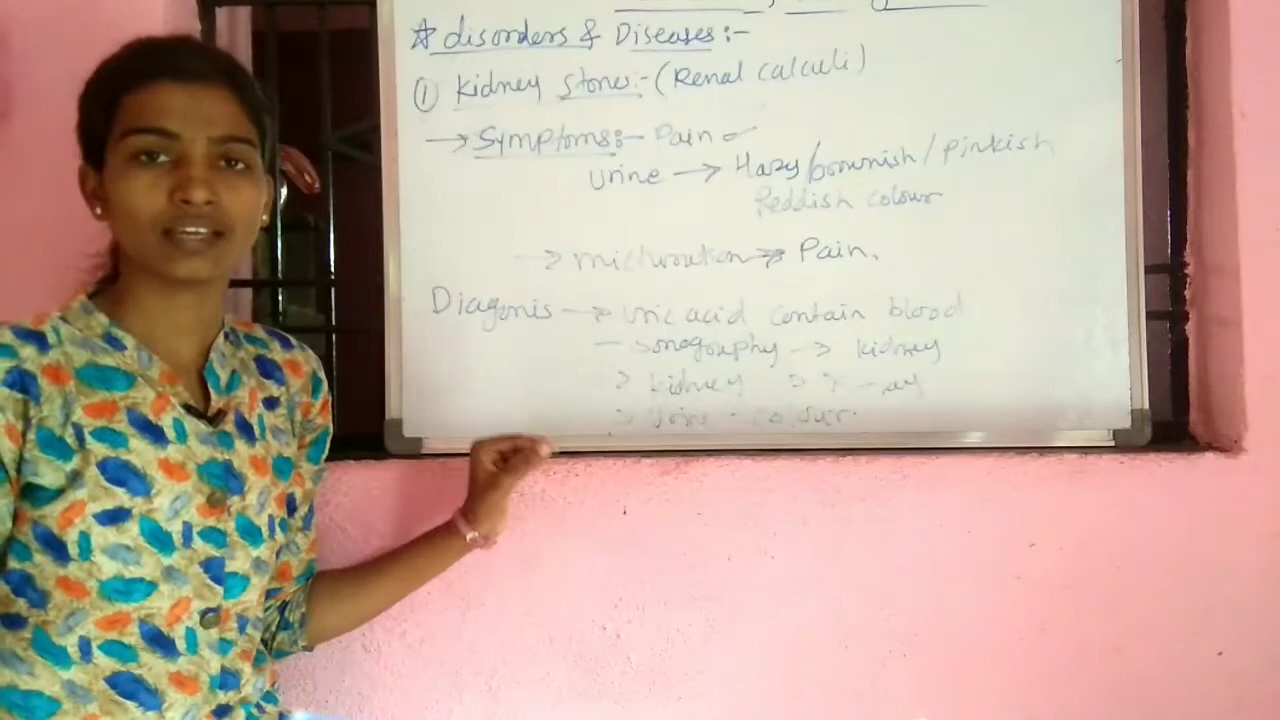 ☆ disorders & Diseases :-
① Kidney stone :- (Renal calculi)
→ Symptoms :- Pain
Urine → Hazy/brownish/pinkish
Reddish colour
→ micturation → Pain.
Diagonis → Uric acid contain blood
- sonography → kidney
> kidney > X-ray
> Urine - colour.